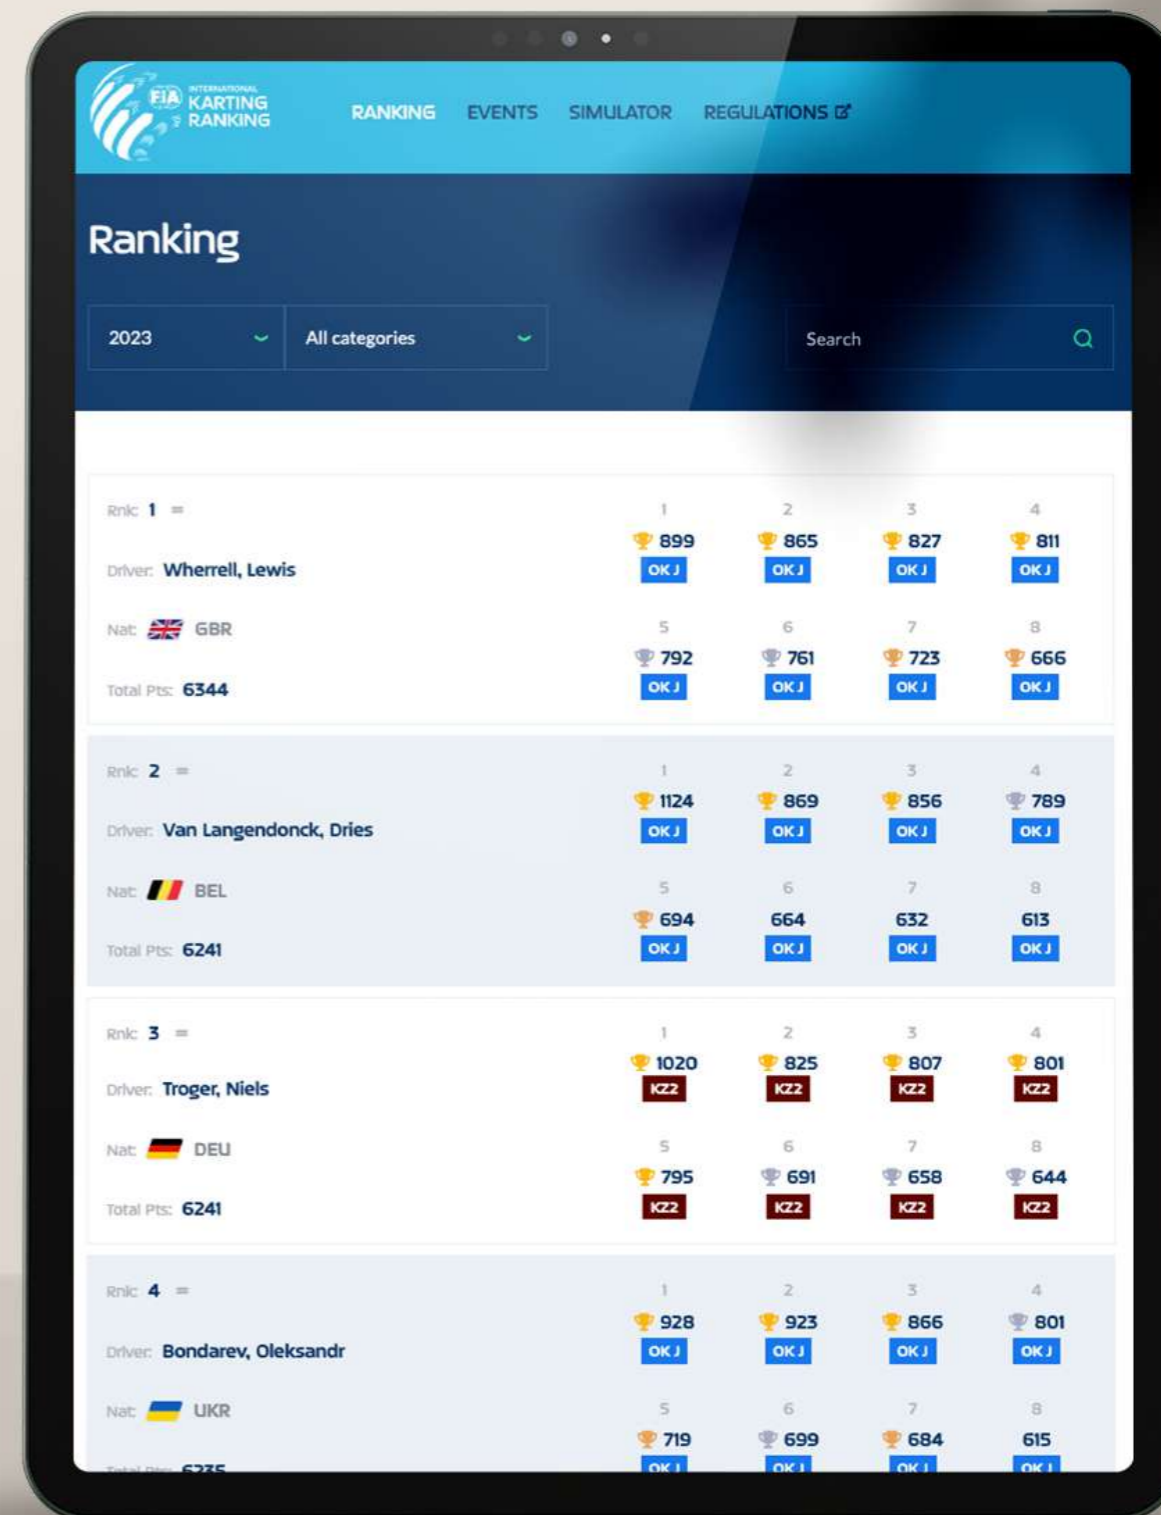 FIA INTERNATIONAL KARTING RANKING
RANKING EVENTS SIMULATOR REGULATIONS
Ranking
2023 All categories Search
Rnk: 1 =
Driver: Wherrell, Lewis
Nat: GBR
Total Pts: 6344
1 2 3 4
899 865 827 811
OK J OK J OK J OK J
5 6 7 8
792 761 723 666
OK J OK J OK J OK J
Rnk: 2 =
Driver: Van Langendonck, Dries
Nat: BEL
Total Pts: 6241
1 2 3 4
1124 869 856 789
OK J OK J OK J OK J
5 6 7 8
694 664 632 613
OK J OK J OK J OK J
Rnk: 3 =
Driver: Troger, Niels
Nat: DEU
Total Pts: 6241
1 2 3 4
1020 825 807 801
KZ2 KZ2 KZ2 KZ2
5 6 7 8
795 691 658 644
KZ2 KZ2 KZ2 KZ2
Rnk: 4 =
Driver: Bondarev, Oleksandr
Nat: UKR
Total Pts: 6235
1 2 3 4
928 923 866 801
OK J OK J OK J OK J
5 6 7 8
719 699 684 615
OK J OK J OK J OK J